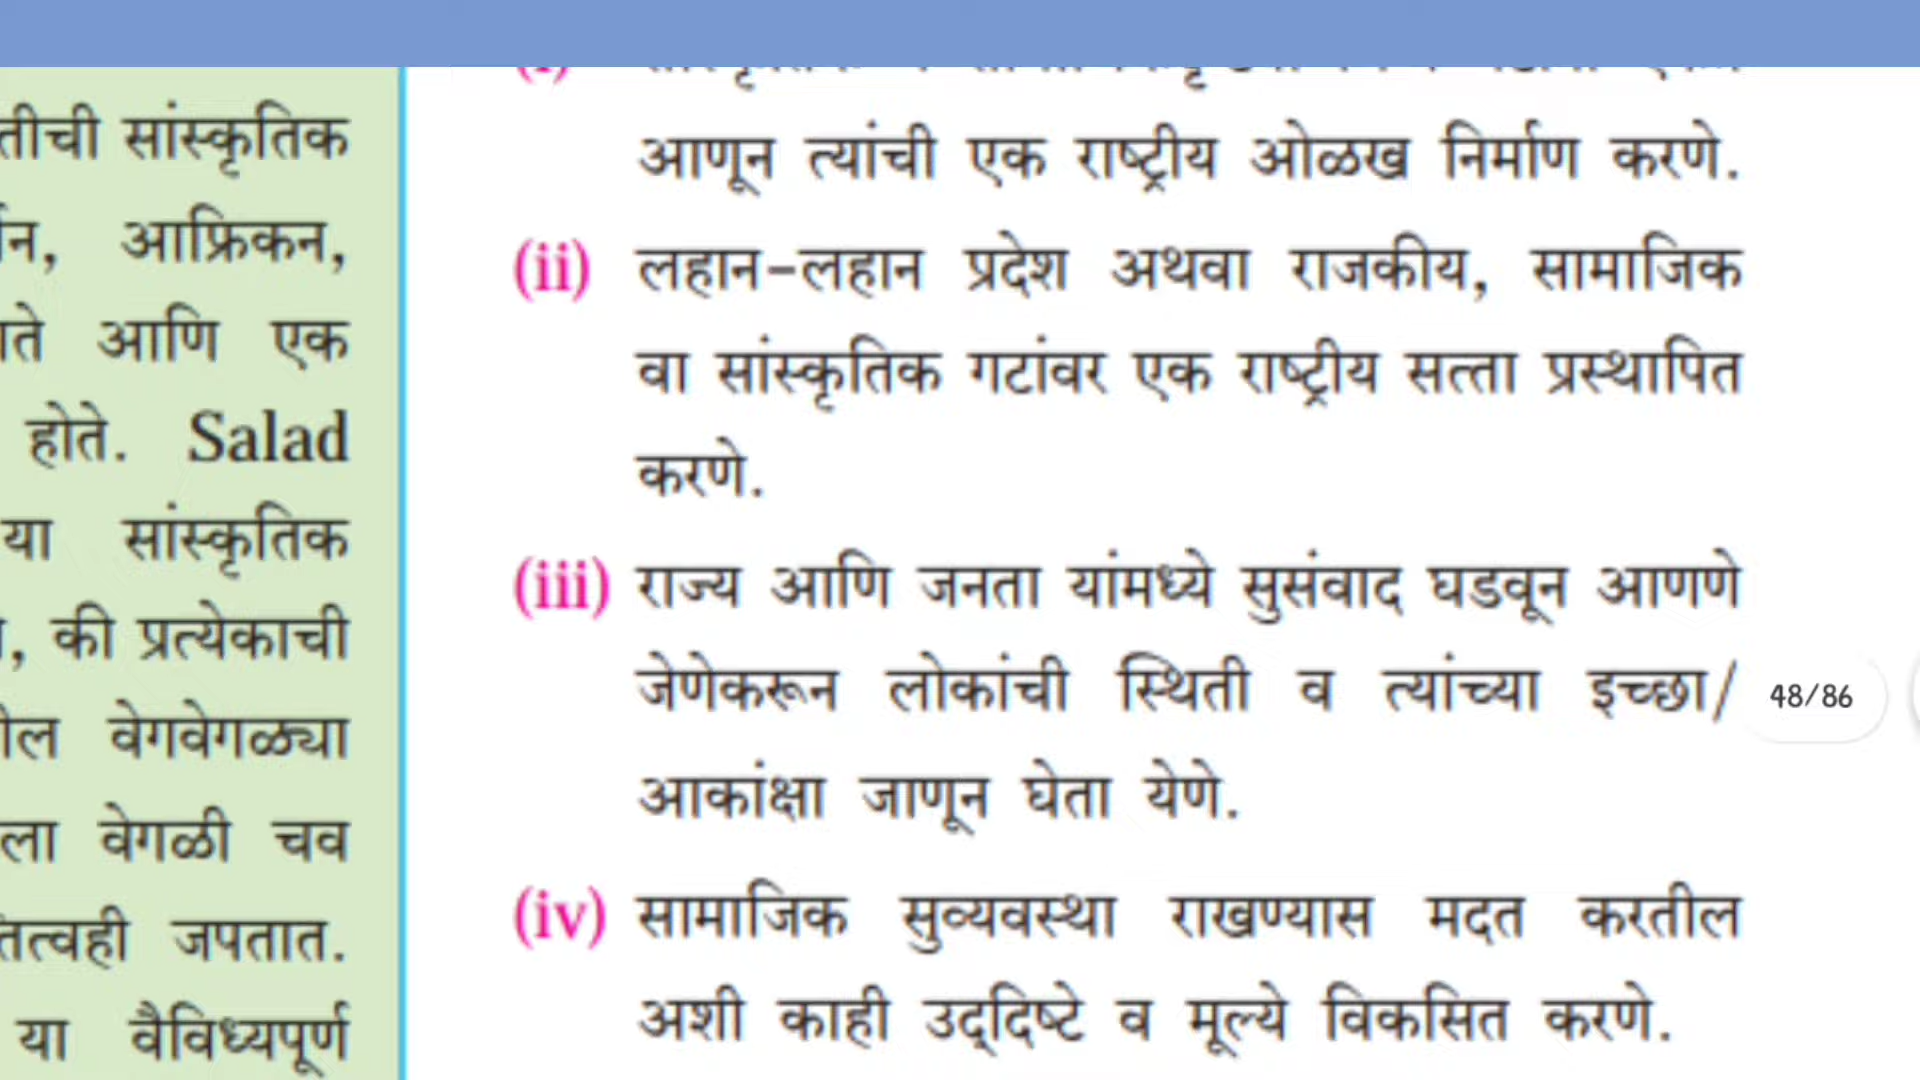 तीची सांस्कृतिक
न, आफ्रिकन,
ते आणि एक
होते. Salad
या सांस्कृतिक
, की प्रत्येकाची
ील वेगवेगळ्या
ला वेगळी चव
तत्वही जपतात.
या वैविध्यपूर्ण
आणून त्यांची एक राष्ट्रीय ओळख निर्माण करणे.
(ii) लहान-लहान प्रदेश अथवा राजकीय, सामाजिक
वा सांस्कृतिक गटांवर एक राष्ट्रीय सत्ता प्रस्थापित
करणे.
(iii) राज्य आणि जनता यांमध्ये सुसंवाद घडवून आणणे
जेणेकरून लोकांची स्थिती व त्यांच्या इच्छा/
आकांक्षा जाणून घेता येणे.
(iv) सामाजिक सुव्यवस्था राखण्यास मदत करतील
अशी काही उद्दिष्टे व मूल्ये विकसित करणे.
48/86